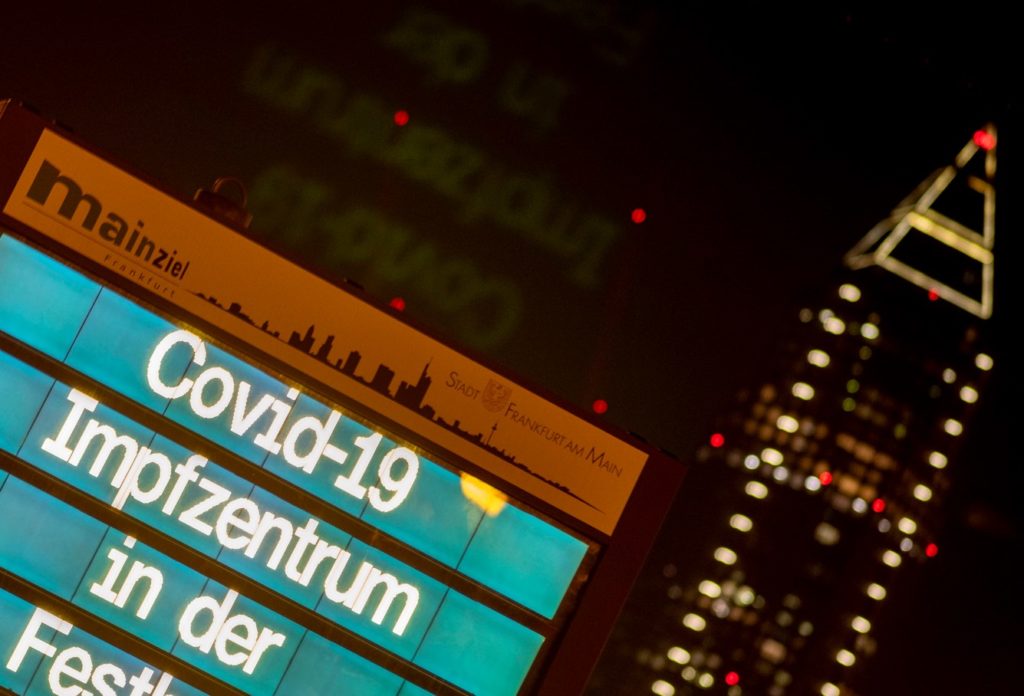 mainziel
Frankfurt
STADT FRANKFURT AM MAIN
Covid-19
Impfzentrum
in der